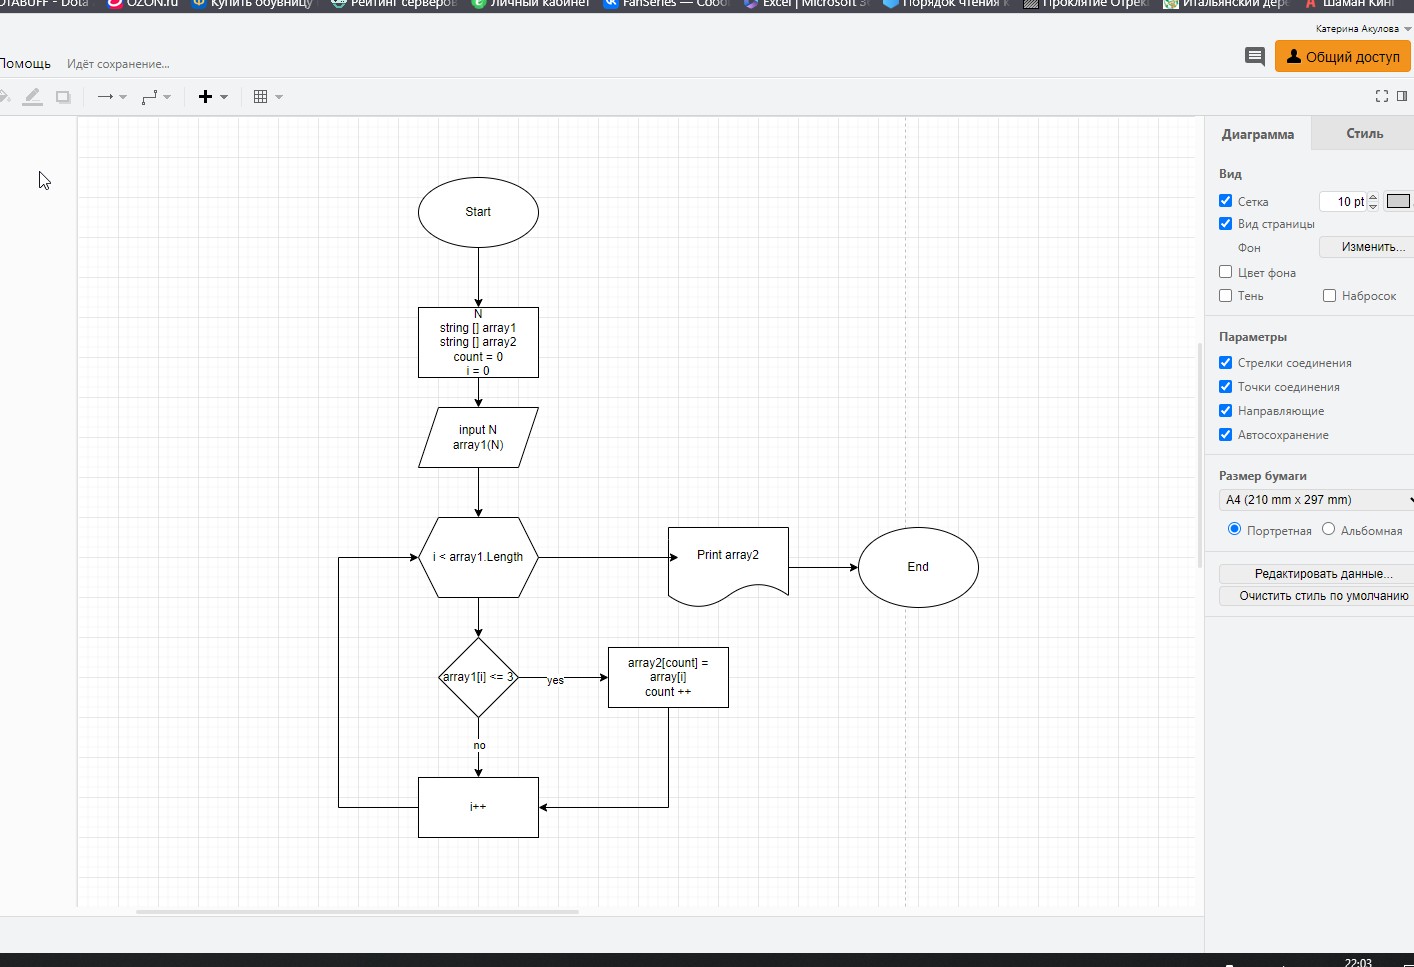 OTABUFF - Dota
OZON.ru
Купить обувницу
Рейтинг серверов
Личный кабинет
FanSeries —
Excel | Microsoft 3
Порядок чтения
Проклятие Отрек
Итальянский дере
Шаман Кинг
Катерина Акулова
Помощь
Идёт сохранение...
Общий доступ
Диаграмма
Стиль
Вид
Сетка
10 pt
Вид страницы
Фон
Изменить...
Цвет фона
Тень
Набросок
Параметры
Стрелки соединения
Точки соединения
Направляющие
Автосохранение
Размер бумаги
A4 (210 mm x 297 mm)
Портретная
Альбомная
Редактировать данные...
Очистить стиль по умолчанию
Start
N
string [] array1
string [] array2
count = 0
i = 0
input N
array1(N)
i < array1.Length
Print array2
End
array1[i] <= 3
yes
array2[count] =
array[i]
count ++
no
i++
22:03